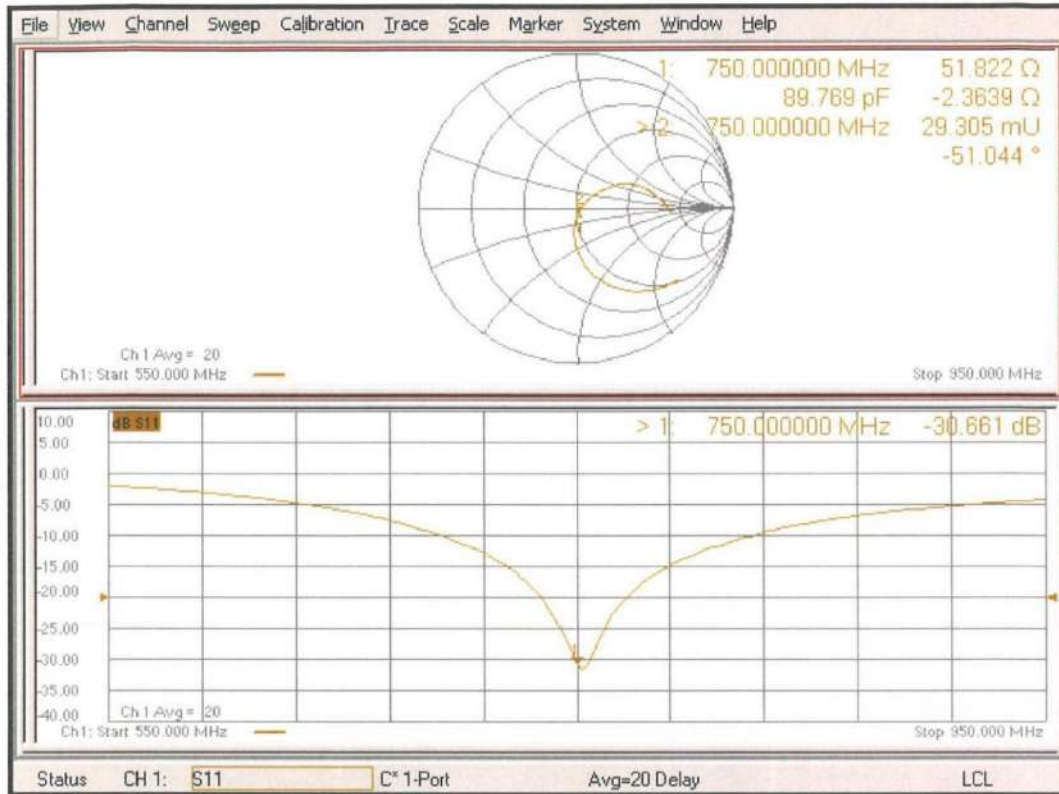 File View Channel Sweep Calibration Trace Scale Marker System Window Help
1: 750.000000 MHz 51.822 Ω
89.769 pF -2.3639 Ω
> 2: 750.000000 MHz 29.305 mU
-51.044 °
Ch 1 Avg = 20
Ch1: Start 550.000 MHz
Stop 950.000 MHz
10.00
dB S11
> 1: 750.000000 MHz -30.661 dB
5.00
0.00
-5.00
-10.00
-15.00
-20.00
-25.00
-30.00
-35.00
-40.00
1
Ch 1 Avg = 20
Ch1: Start 550.000 MHz
Stop 950.000 MHz
Status CH 1: S11 C* 1-Port Avg=20 Delay LCL